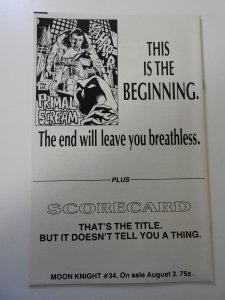 THIS
IS THE
BEGINNING.
PRIMAL
SCREAM
The end will leave you breathless.
PLUS
SCORECARD
THAT'S THE TITLE.
BUT IT DOESN'T TELL YOU A THING.
MOON KNIGHT #34. On sale August 2. 75¢.